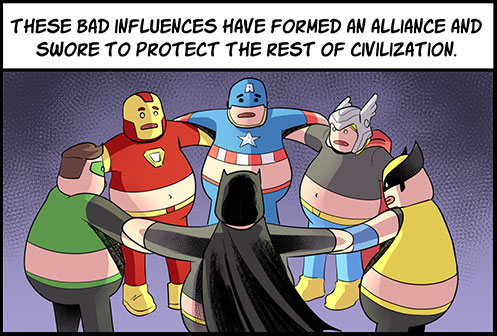 THESE BAD INFLUENCES HAVE FORMED AN ALLIANCE AND
SWORE TO PROTECT THE REST OF CIVILIZATION.
A